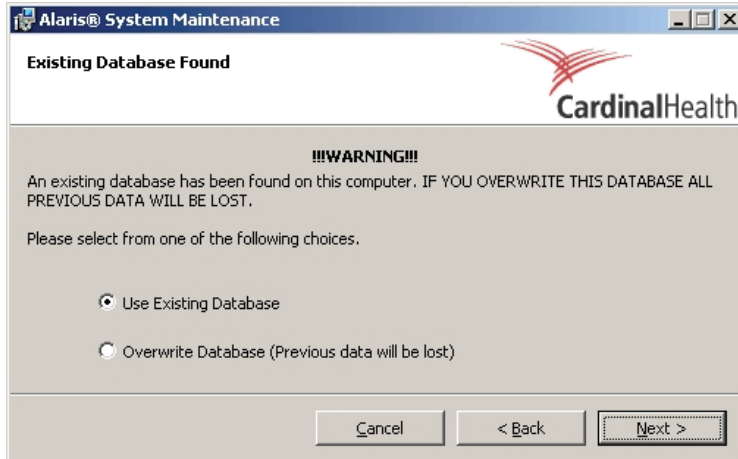 Alaris® System Maintenance
Existing Database Found
CardinalHealth
!!!WARNING!!!
An existing database has been found on this computer. IF YOU OVERWRITE THIS DATABASE ALL
PREVIOUS DATA WILL BE LOST.
Please select from one of the following choices.
Use Existing Database
Overwrite Database (Previous data will be lost)
Cancel
< Back
Next >